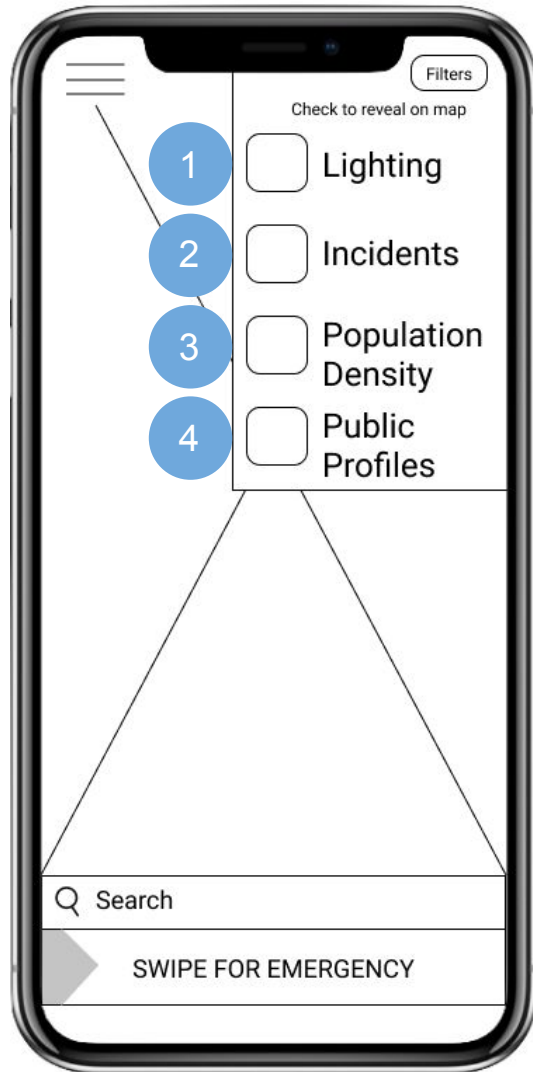 Filters
Check to reveal on map
1
Lighting
2
Incidents
3
Population
Density
4
Public
Profiles
Search
SWIPE FOR EMERGENCY